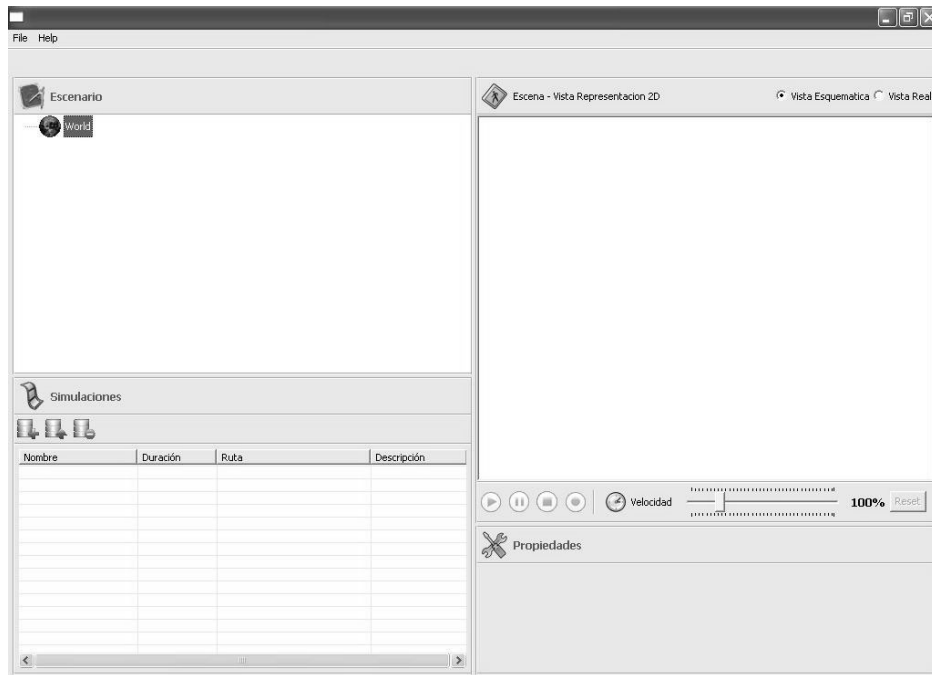 File Help
Escenario
World
Simulaciones
Nombre Duración Ruta Descripción
Escena - Vista Representacion 2D Vista Esquematica Vista Real
Velocidad 100% Reset
Propiedades